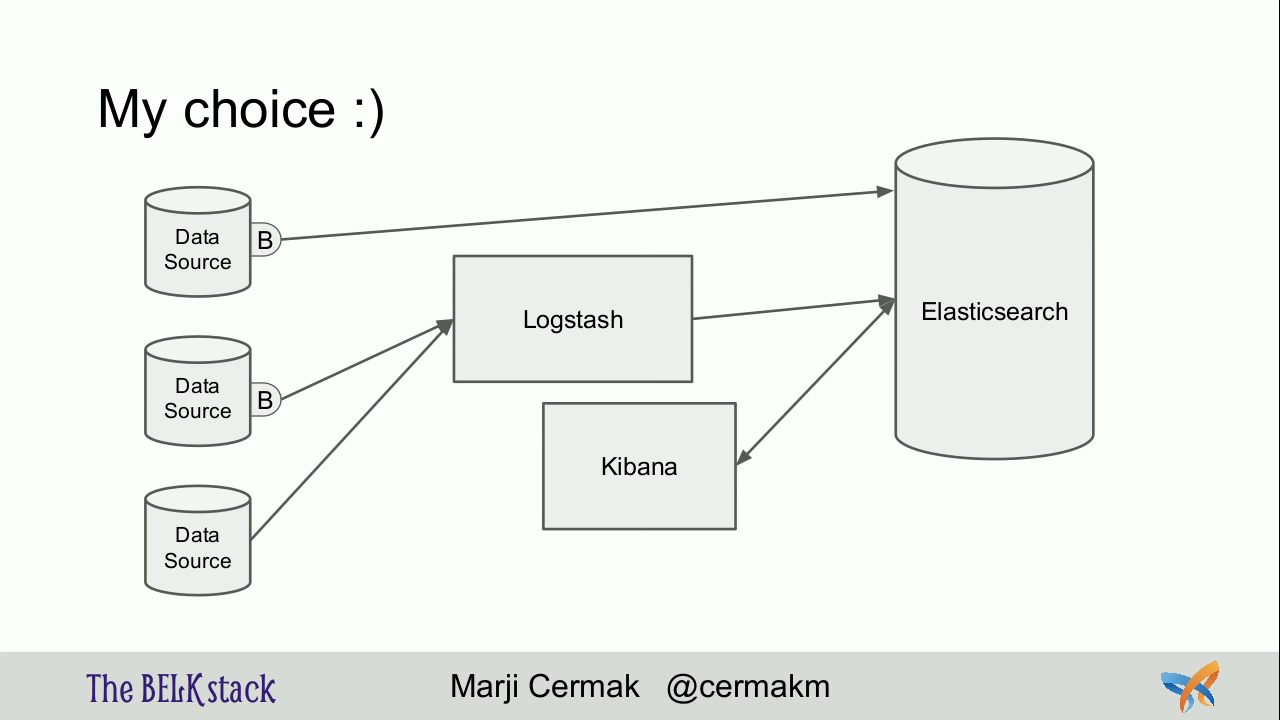 My choice :)
Data
Source
B
Data
Source
B
Data
Source
Logstash
Kibana
Elasticsearch
The BELK stack
Marji Cermak @cermakm